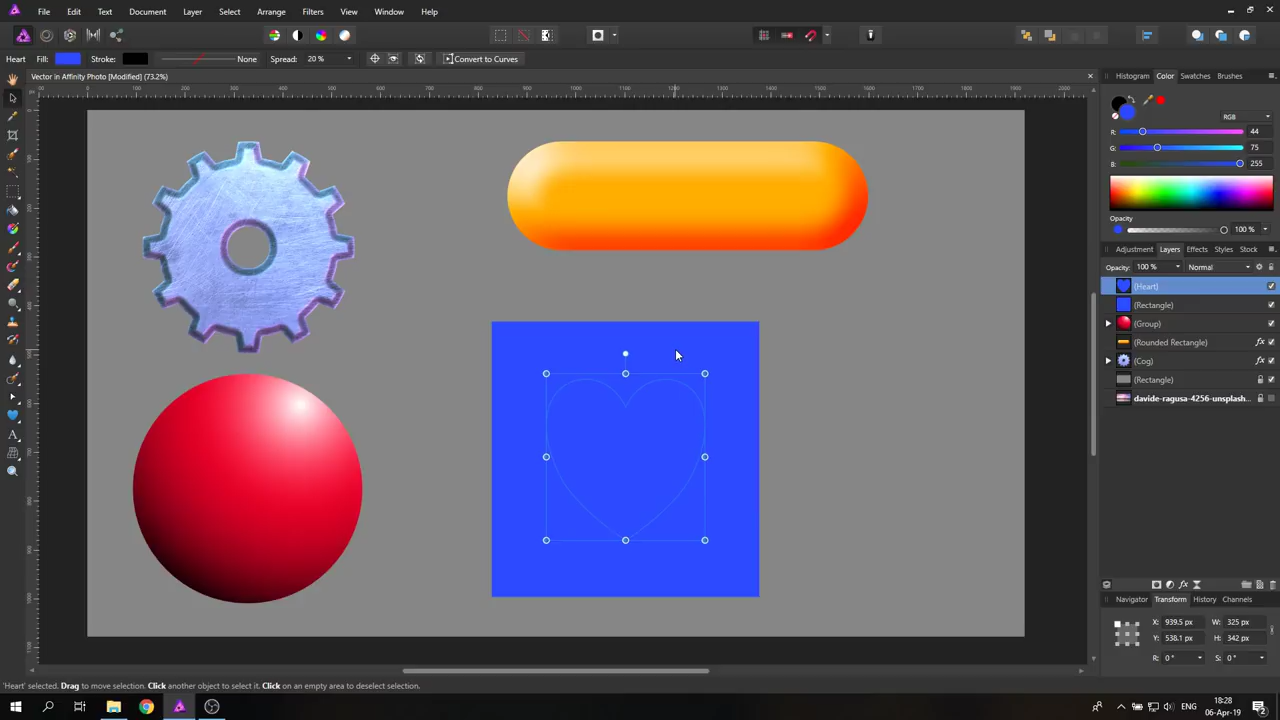 File Edit Text Document Layer Select Arrange Filters View Window Help
Heart Fill: Stroke: None Spread: 20 % Convert to Curves
Vector in Affinity Photo [Modified] (73.2%)
Histogram Color Swatches Brushes
RGB
R: 44
G: 75
B: 255
Opacity
100 %
Adjustment Layers Effects Styles Stock
Opacity: 100 % Normal
(Heart)
(Rectangle)
(Group)
(Rounded Rectangle) fx
(Cog) fx
(Rectangle)
davide-ragusa-4256-unsplash...
Navigator Transform History Channels
X: 939.5 px W: 325 px
Y: 538.1 px H: 342 px
R: 0 ° S: 0 °
'Heart' selected. Drag to move selection. Click another object to select it. Click on an empty area to deselect selection.
ENG
18:28
06-Apr-19